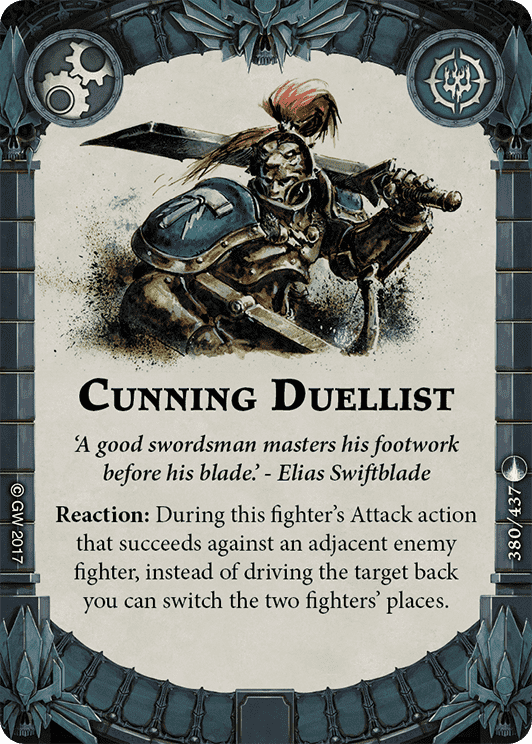 CUNNING DUELLIST
‘A good swordsman masters his footwork
before his blade.’ - Elias Swiftblade
Reaction: During this fighter’s Attack action
that succeeds against an adjacent enemy
fighter, instead of driving the target back
you can switch the two fighters’ places.
© GW 2017
380/437